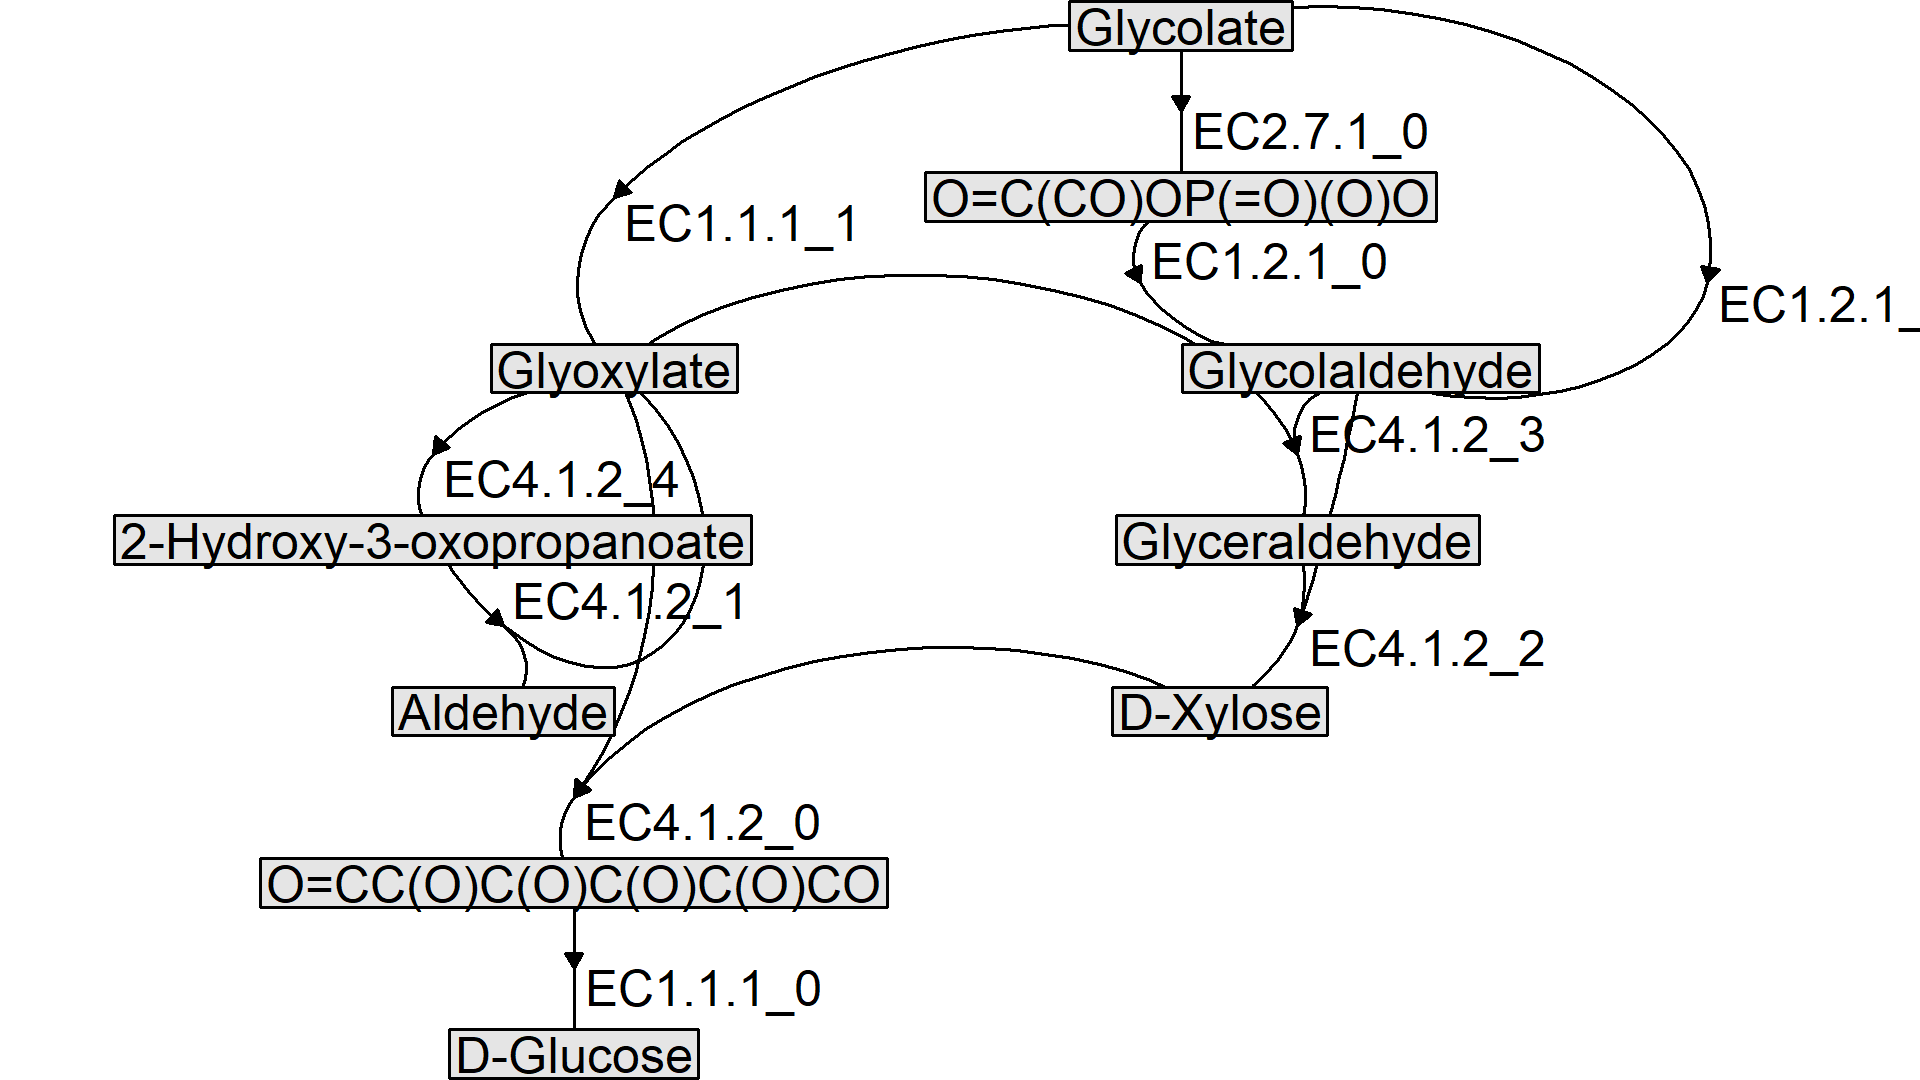 Glycolate
EC2.7.1_0
O=C(CO)OP(=O)(O)O
EC1.1.1_1
EC1.2.1_0
EC1.2.1_
Glyoxylate
Glycolaldehyde
EC4.1.2_3
EC4.1.2_4
2-Hydroxy-3-oxopropanoate
Glyceraldehyde
EC4.1.2_1
EC4.1.2_2
Aldehyde
D-Xylose
EC4.1.2_0
O=CC(O)C(O)C(O)C(O)CO
EC1.1.1_0
D-Glucose